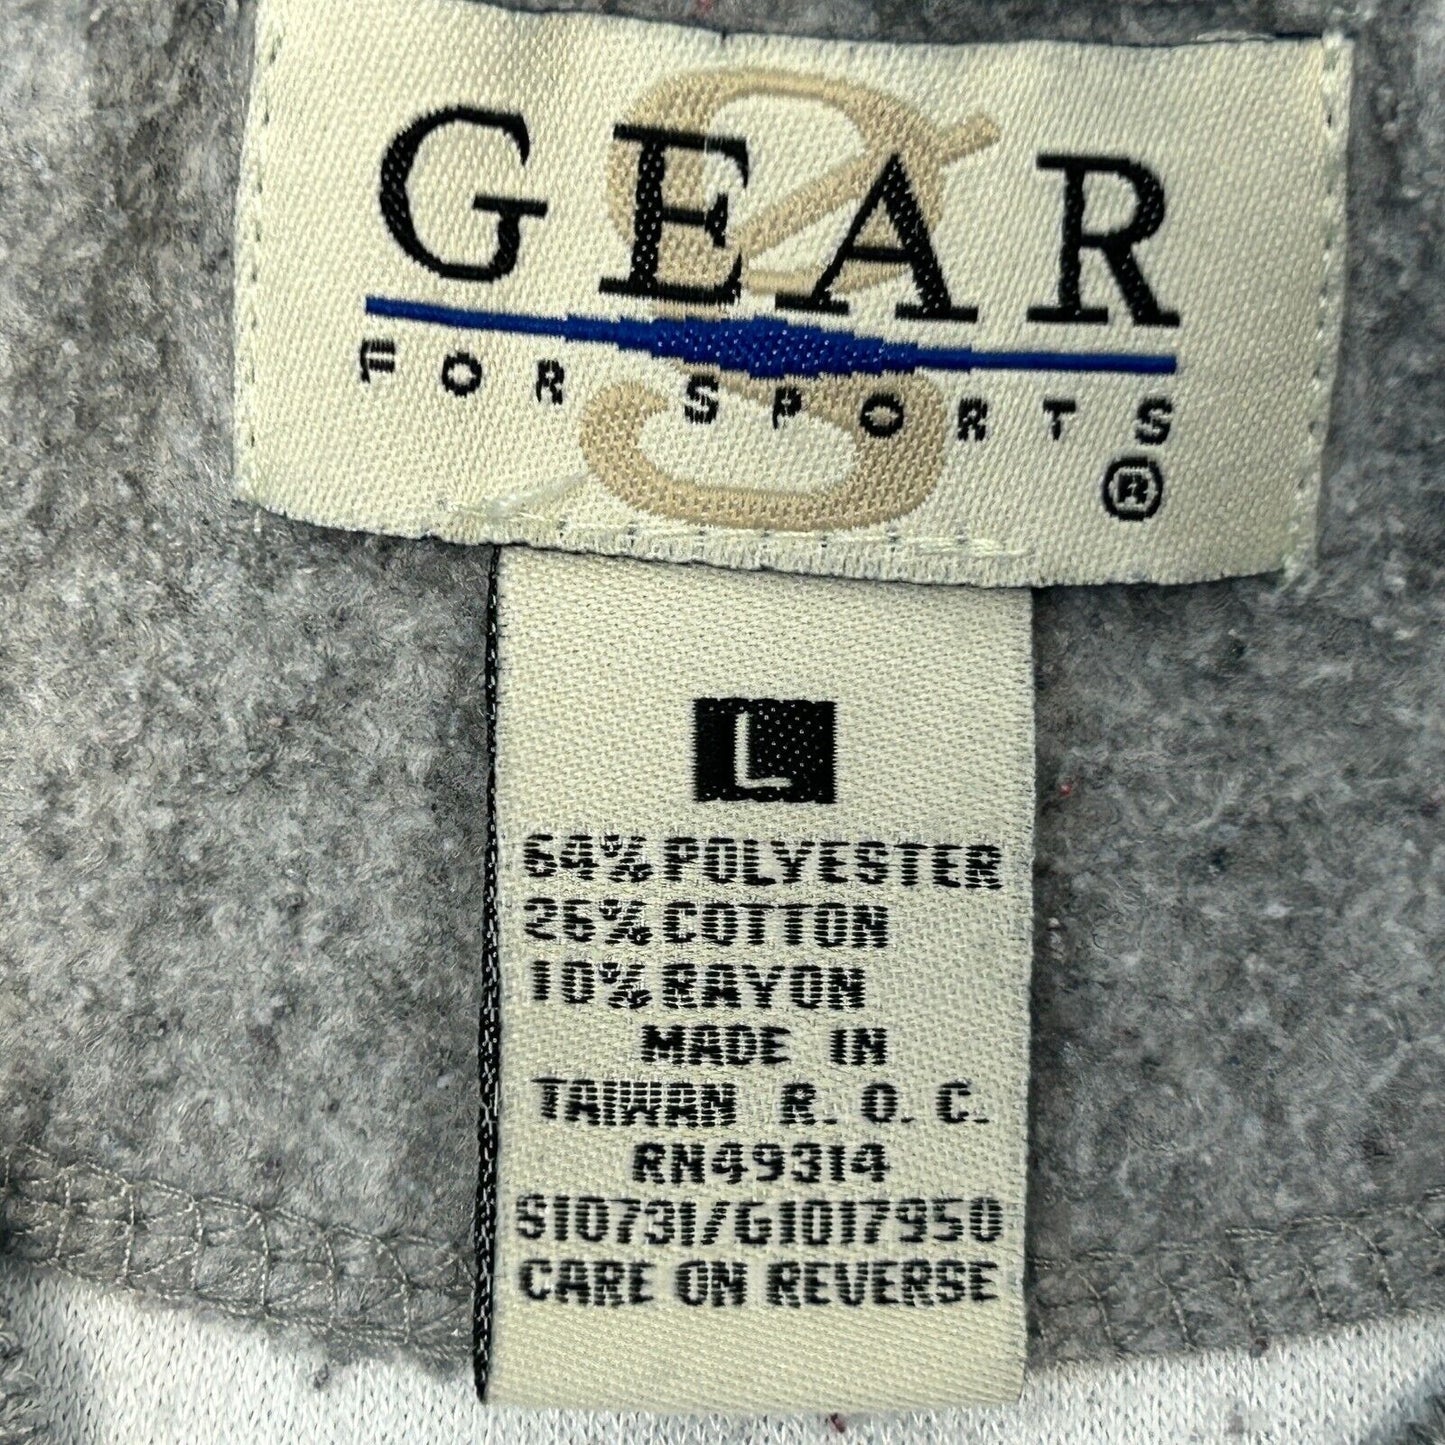 GEAR
FOR SPORTS
®
L
64% POLYESTER
26% COTTON
10% RAYON
MADE IN
TAIWAN R. O. C.
RN49314
S10731/G1017950
CARE ON REVERSE